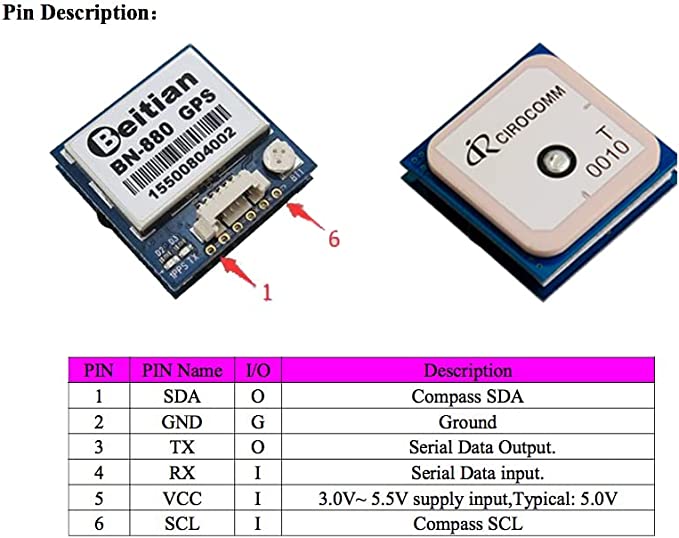 Pin Description:
Beitian
BN-880 GPS
15500804002
D2 D3
1PPS TX
BT1
6
1
CIROCOMM
T
0010
PIN PIN Name I/O Description
1 SDA O Compass SDA
2 GND G Ground
3 TX O Serial Data Output.
4 RX I Serial Data input.
5 VCC I 3.0V~ 5.5V supply input,Typical: 5.0V
6 SCL I Compass SCL